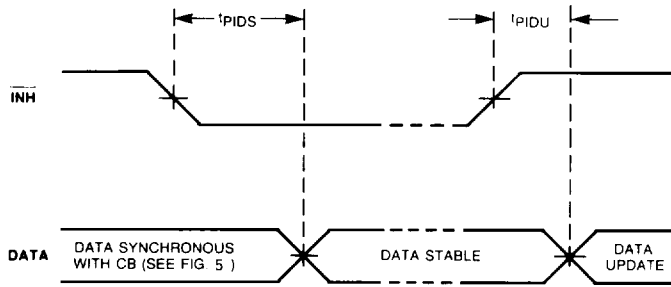 tPIDS
tPIDU
INH
DATA
DATA SYNCHRONOUS
WITH CB (SEE FIG. 5 )
DATA STABLE
DATA
UPDATE